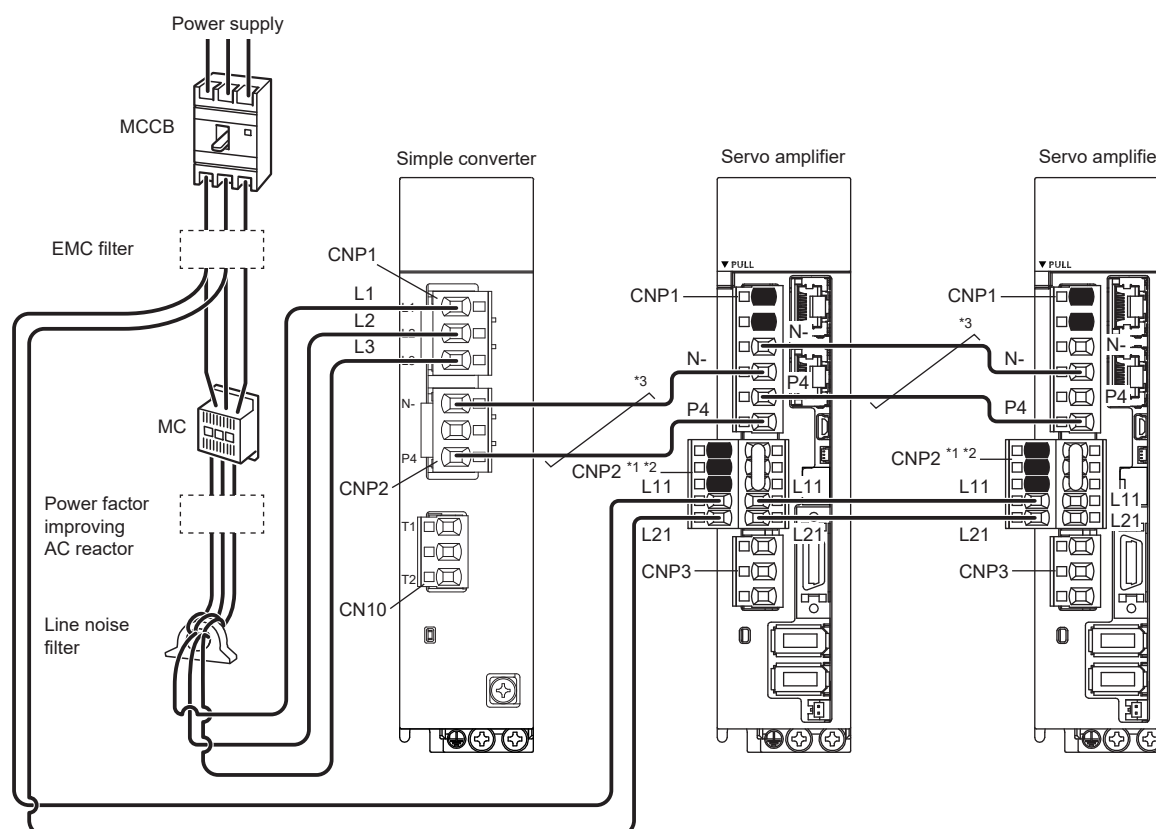 Power supply
MCCB
EMC filter
MC
Power factor
improving
AC reactor
Line noise
filter
Simple converter
CNP1
L1
L2
L3
L1
N-
P4
CNP2
T1
T2
CN10
*3
Servo amplifier
▼ PULL
CNP1
N-
N-
P4
P4
CNP2 *1 *2
L11
L11
L21
L21
CNP3
*3
Servo amplifie
▼ PULL
CNP1
N-
N-
P4
P4
CNP2 *1 *2
L11
L11
L21
L21
CNP3